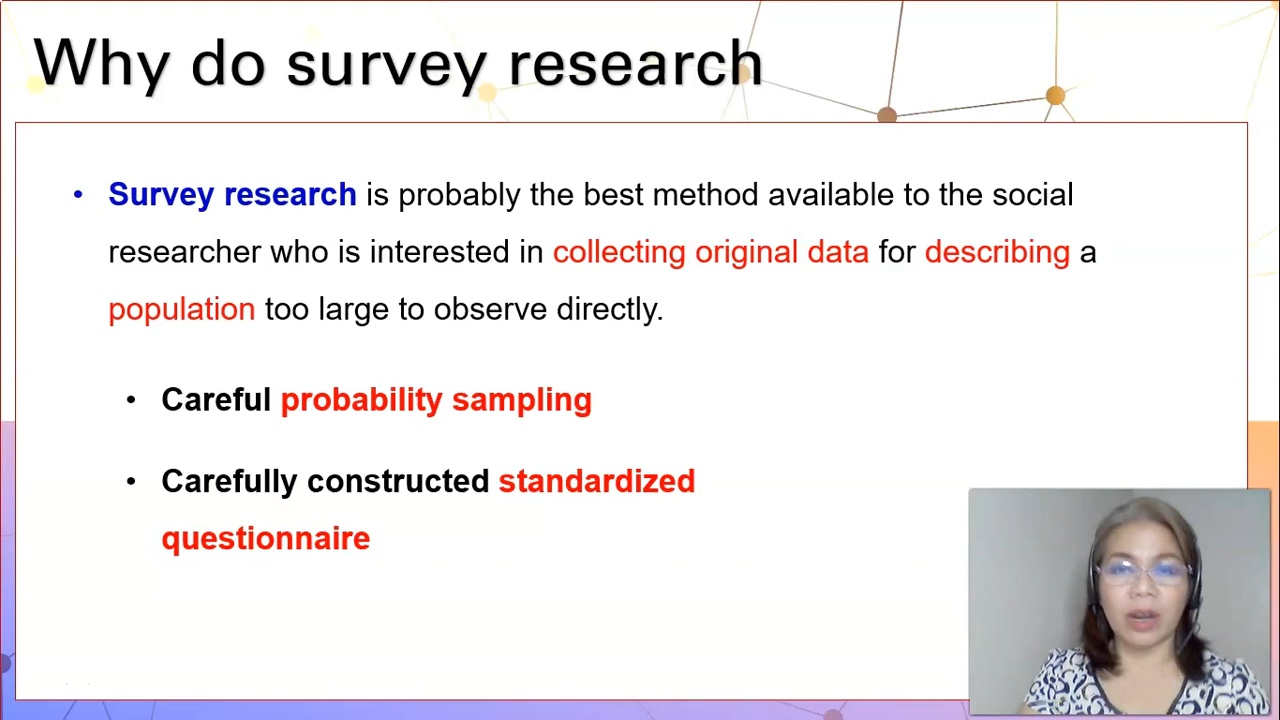 Why do survey research
• Survey research is probably the best method available to the social
researcher who is interested in collecting original data for describing a
population too large to observe directly.
• Careful probability sampling
• Carefully constructed standardized
questionnaire